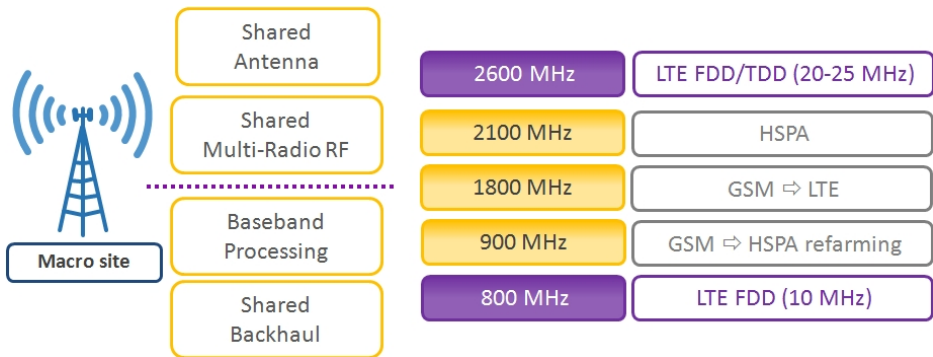 Shared
Antenna
Shared
Multi-Radio RF
Baseband
Processing
Shared
Backhaul
Macro site
2600 MHz
LTE FDD/TDD (20-25 MHz)
2100 MHz
HSPA
1800 MHz
GSM ⇨ LTE
900 MHz
GSM ⇨ HSPA refarming
800 MHz
LTE FDD (10 MHz)